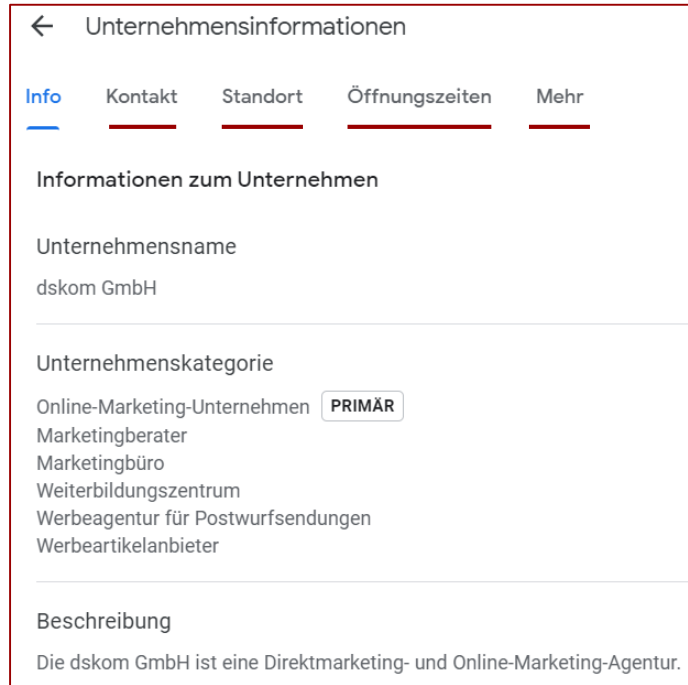 Unternehmensinformationen
Info Kontakt Standort Öffnungszeiten Mehr
Informationen zum Unternehmen
Unternehmensname
dskom GmbH
Unternehmenskategorie
Online-Marketing-Unternehmen PRIMÄR
Marketingberater
Marketingbüro
Weiterbildungszentrum
Werbeagentur für Postwurfsendungen
Werbeartikelanbieter
Beschreibung
Die dskom GmbH ist eine Direktmarketing- und Online-Marketing-Agentur.